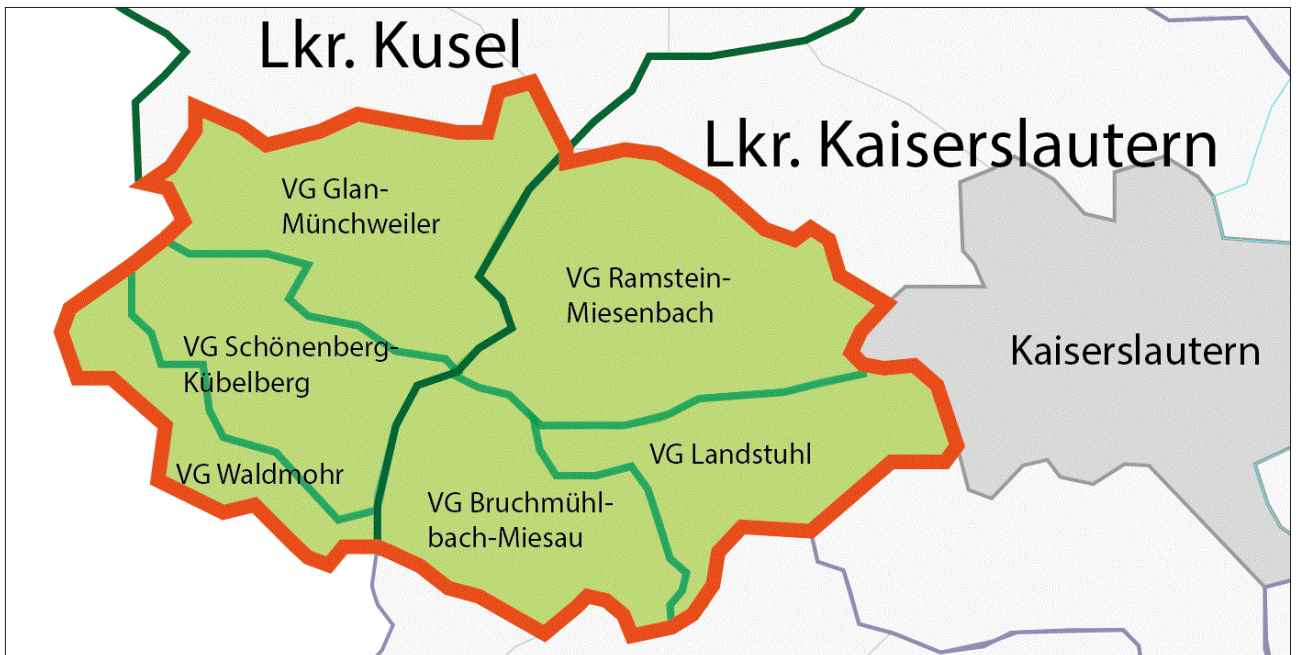 Lkr. Kusel
Lkr. Kaiserslautern
VG Glan-
Münchweiler
VG Ramstein-
Miesenbach
Kaiserslautern
VG Schönenberg-
Kübelberg
VG Landstuhl
VG Waldmohr
VG Bruchmühl-
bach-Miesau